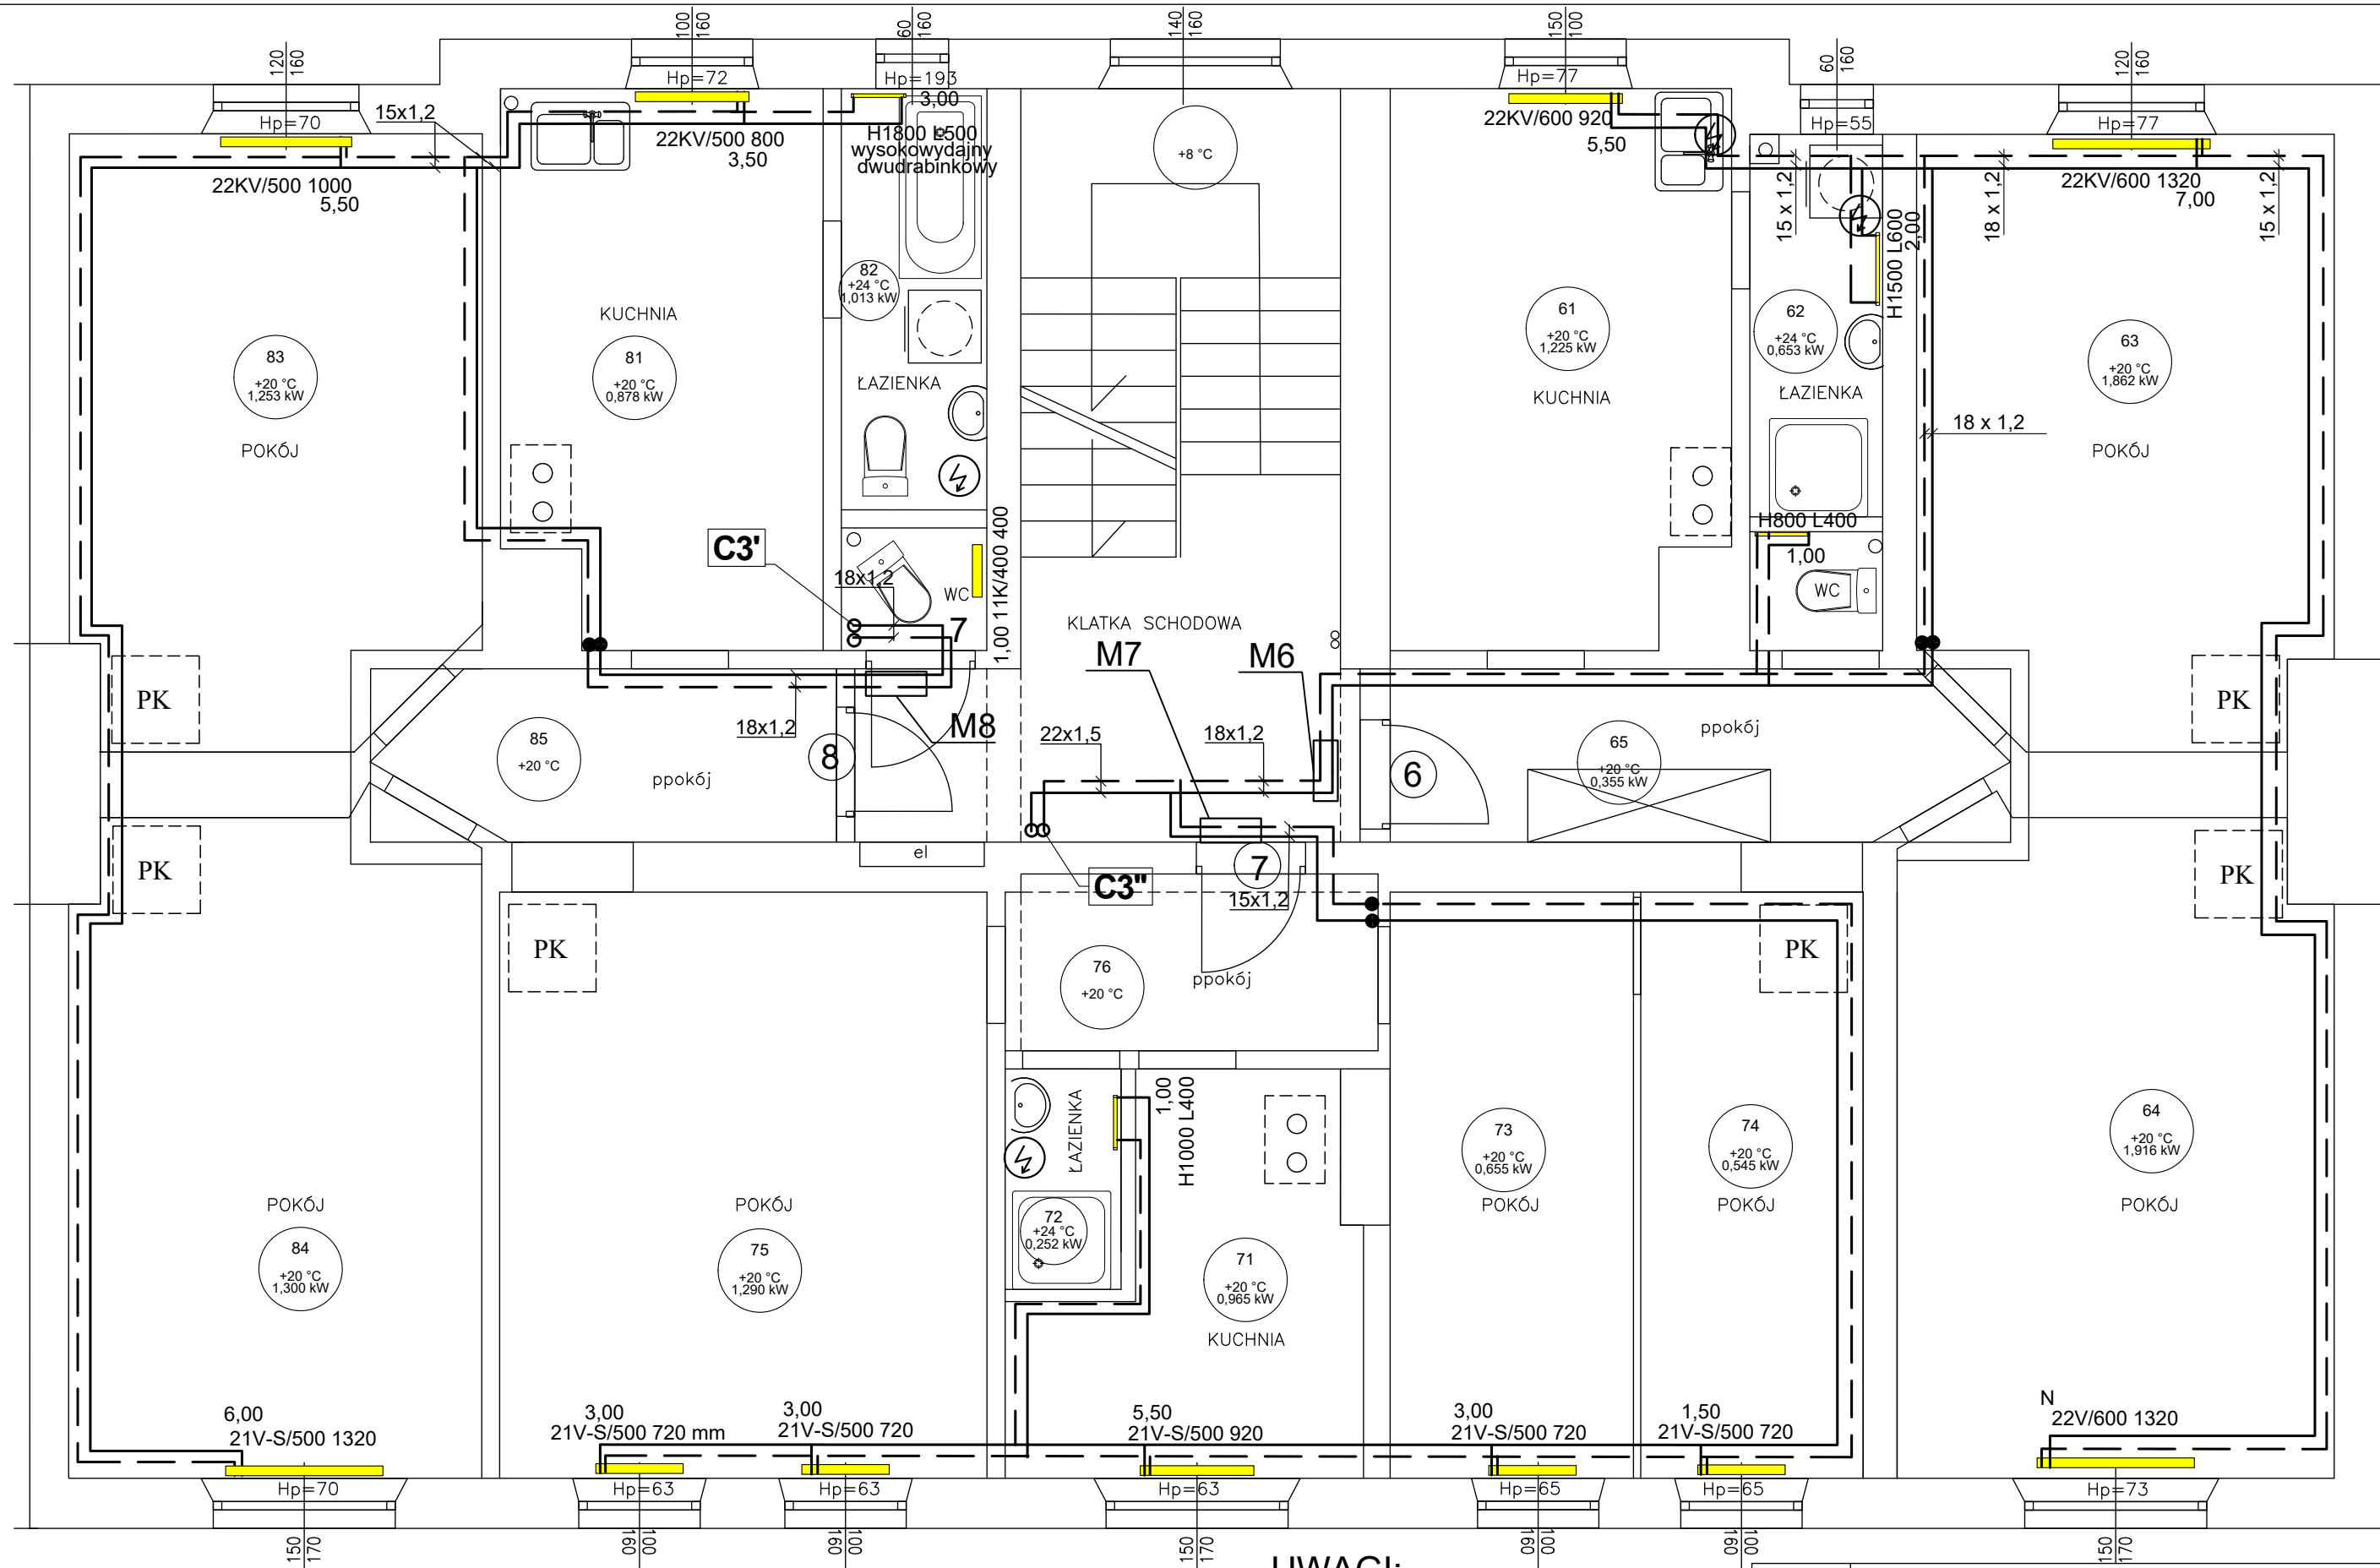 120
160
100
160
60
160
140
160
150
100
60
160
120
160
Hp=70
Hp=72
Hp=193
Hp=77
Hp=55
Hp=77
15x1,2
22KV/500 1000
5,50
22KV/500 800
3,50
3,00
H1800 L500
wysokowydajny
dwudrabinkowy
+8 °C
22KV/600 920
5,50
15 x 1,2
H1500 L600
2,00
18 x 1,2
22KV/600 1320
7,00
15 x 1,2
83
+20 °C
1,253 kW
POKÓJ
KUCHNIA
81
+20 °C
0,878 kW
82
+24 °C
1,013 kW
ŁAZIENKA
61
+20 °C
1,225 kW
KUCHNIA
62
+24 °C
0,653 kW
ŁAZIENKA
63
+20 °C
1,862 kW
POKÓJ
18 x 1,2
C3'
18x1,2
WC
7
1,00 11K/400 400
KLATKA SCHODOWA
H800 L400
1,00
WC
M7
M6
PK
PK
18x1,2
M8
85
+20 °C
ppokój
8
22x1,5
18x1,2
6
65
+20 °C
0,355 kW
ppokój
PK
PK
el
C3"
7
15x1,2
PK
PK
76
+20 °C
ppokój
ŁAZIENKA
1,00
H1000 L400
72
+24 °C
0,252 kW
71
+20 °C
0,965 kW
KUCHNIA
73
+20 °C
0,655 kW
POKÓJ
74
+20 °C
0,545 kW
POKÓJ
64
+20 °C
1,916 kW
POKÓJ
POKÓJ
84
+20 °C
1,300 kW
POKÓJ
75
+20 °C
1,290 kW
6,00
21V-S/500 1320
3,00
21V-S/500 720 mm
3,00
21V-S/500 720
5,50
21V-S/500 920
3,00
21V-S/500 720
1,50
21V-S/500 720
N
22V/600 1320
Hp=70
Hp=63
Hp=63
Hp=63
Hp=65
Hp=65
Hp=73
150
170
150
170
150
170
UWAGI: